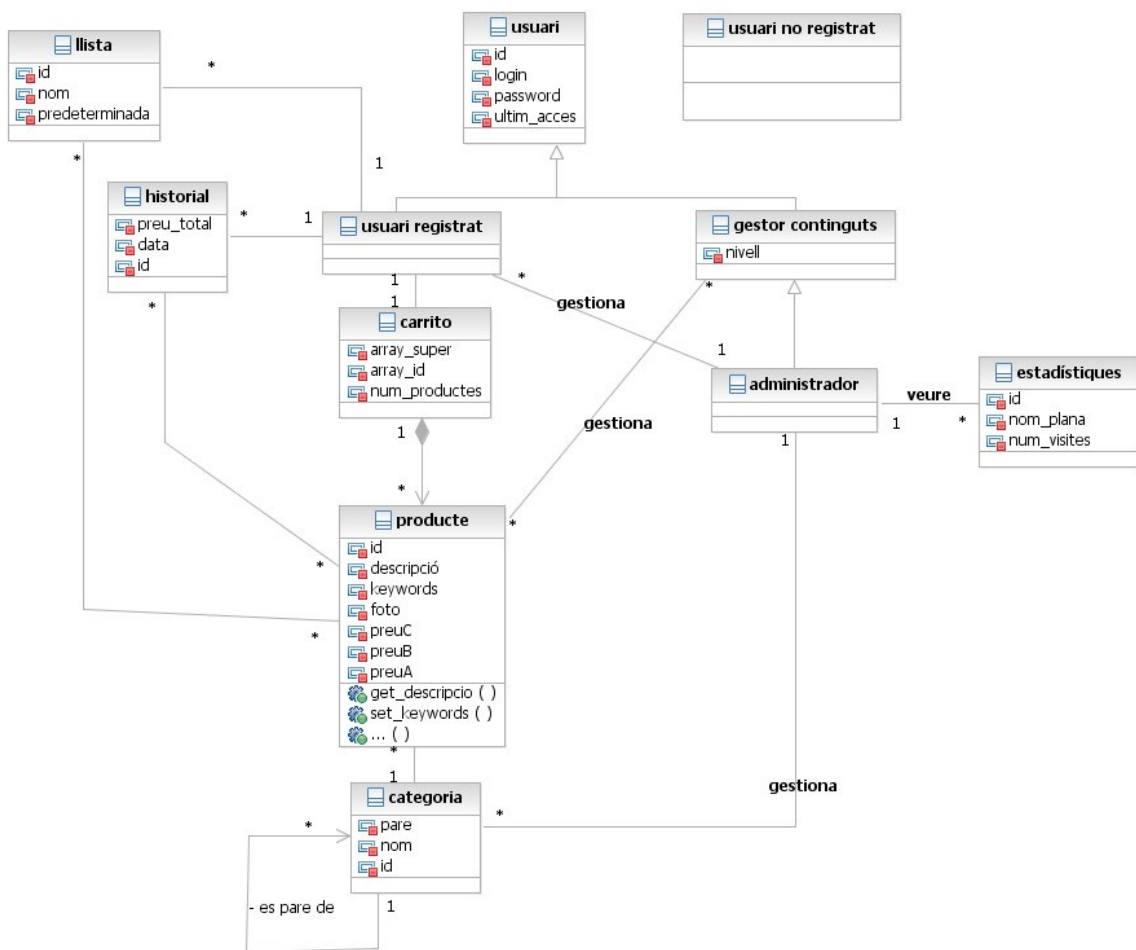 llista
id
nom
predeterminada
*
*
usuari
id
login
password
ultim_acces
usuari no registrat
1
historial
preu_total
data
id
*
*
1
usuari registrat
1
gestor continguts
nivell
*
gestiona
*
1
1
carrito
array_super
array_id
num_productes
1
*
gestiona
*
administrador
1
1
veure
*
estadístiques
id
nom_plana
num_visites
producte
id
descripció
keywords
foto
preuC
preuB
preuA
get_descripcio ( )
set_keywords ( )
... ( )
*
*
*
1
categoria
pare
nom
id
*
gestiona
*
- es pare de
1